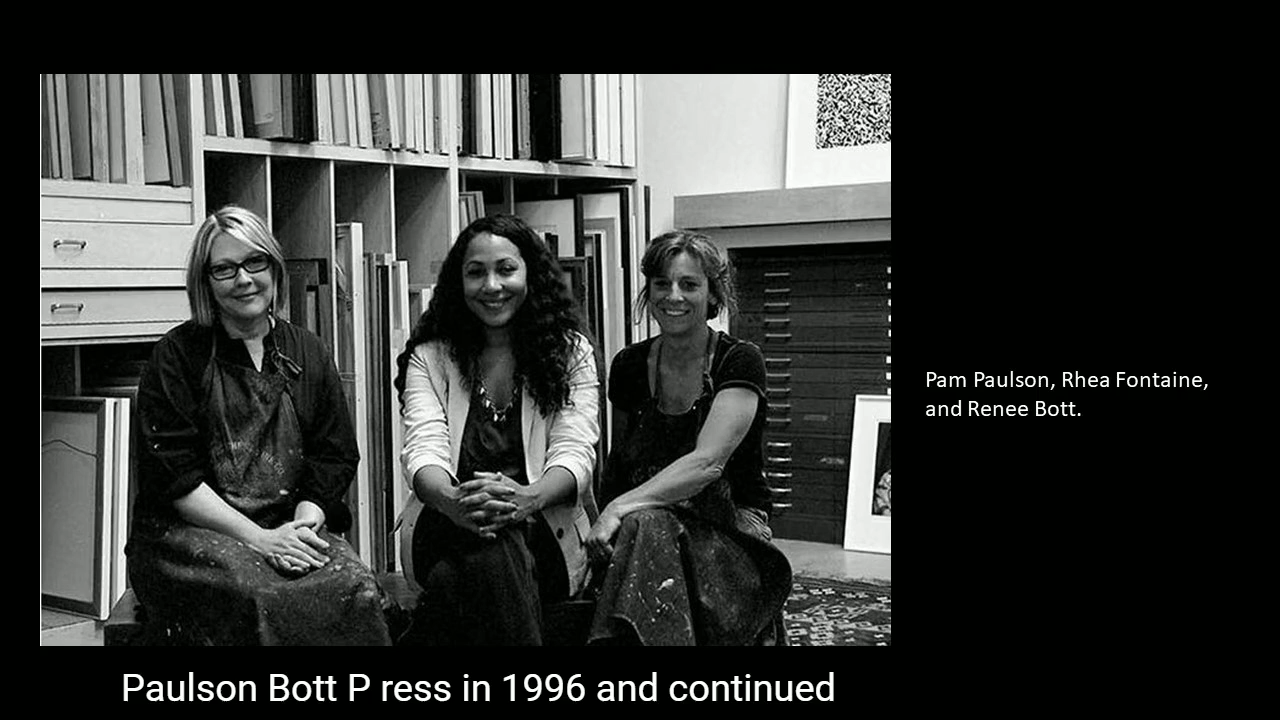 Pam Paulson, Rhea Fontaine,
and Renee Bott.
Paulson Bott P ress in 1996 and continued